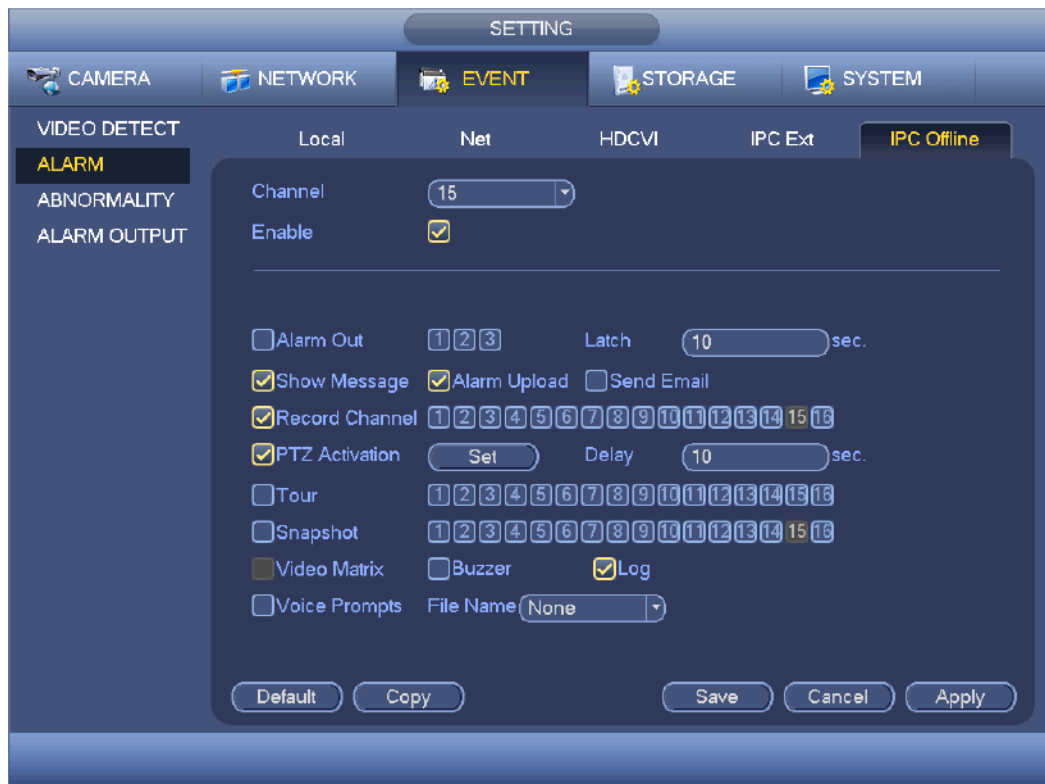 SETTING
CAMERA NETWORK EVENT STORAGE SYSTEM
VIDEO DETECT
ALARM
ABNORMALITY
ALARM OUTPUT
Local Net HDCVI IPC Ext IPC Offline
Channel 15
Enable
Alarm Out 1 2 3 Latch 10 sec.
Show Message Alarm Upload Send Email
Record Channel 1 2 3 4 5 6 7 8 9 10 11 12 13 14 15 16
PTZ Activation Set Delay 10 sec.
Tour 1 2 3 4 5 6 7 8 9 10 11 12 13 14 15 16
Snapshot 1 2 3 4 5 6 7 8 9 10 11 12 13 14 15 16
Video Matrix Buzzer Log
Voice Prompts File Name None
Default Copy Save Cancel Apply